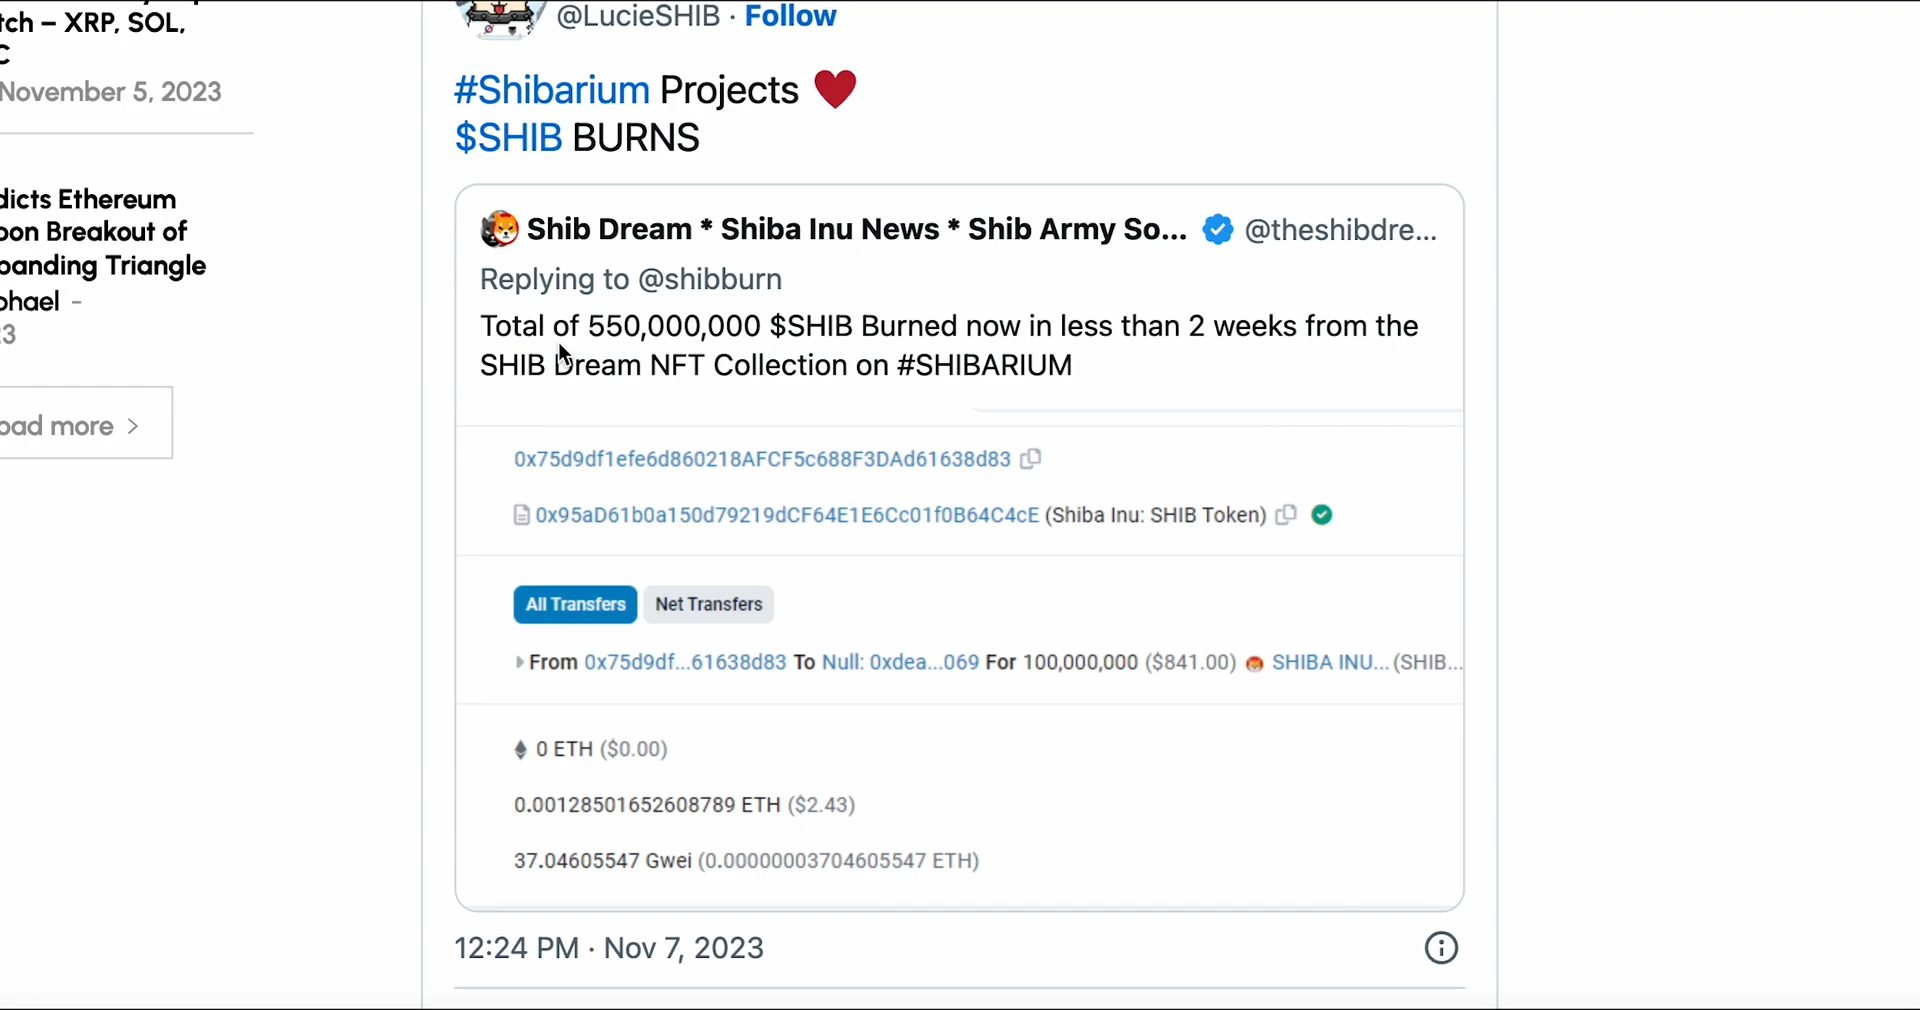 tch – XRP, SOL,
C
November 5, 2023
dicts Ethereum
oon Breakout of
panding Triangle
phael -
23
oad more >
@LucieSHIB · Follow
#Shibarium Projects ♥
$SHIB BURNS
Shib Dream * Shiba Inu News * Shib Army So... @theshibdre...
Replying to @shibburn
Total of 550,000,000 $SHIB Burned now in less than 2 weeks from the
SHIB Dream NFT Collection on #SHIBARIUM
0x75d9df1efe6d860218AFCF5c688F3DAd61638d83
0x95aD61b0a150d79219dCF64E1E6Cc01f0B64C4cE (Shiba Inu: SHIB Token)
All Transfers Net Transfers
From 0x75d9df...61638d83 To Null: 0xdea...069 For 100,000,000 ($841.00) SHIBA INU... (SHIB...
0 ETH ($0.00)
0.00128501652608789 ETH ($2.43)
37.04605547 Gwei (0.00000003704605547 ETH)
12:24 PM · Nov 7, 2023